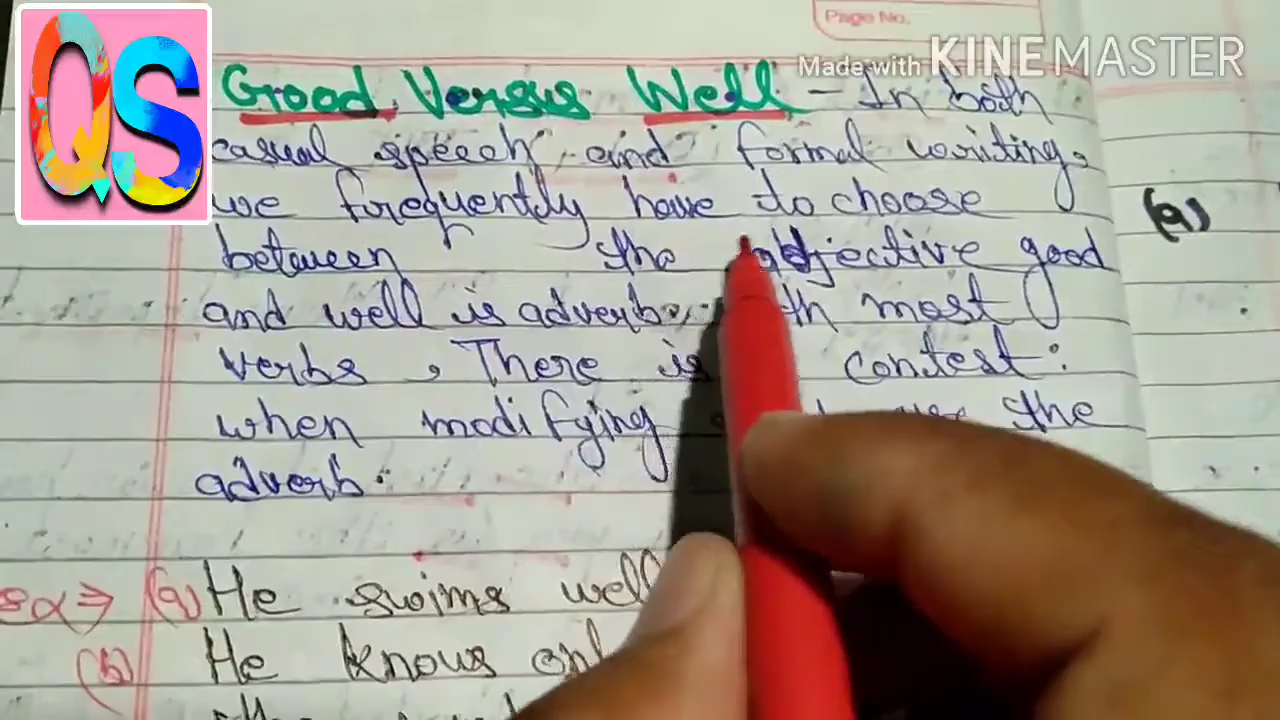 Page No.
Made with KINEMASTER
QS
Good Versus Well - In both
casual speech, and formal writing,
we frequently have to choose
between the adjective good
and well is adverb. th most
verbs, There is contest:
when modifying the
adverb.
ex ⇒ (a) He swims well
(b) He knows onl
(a)